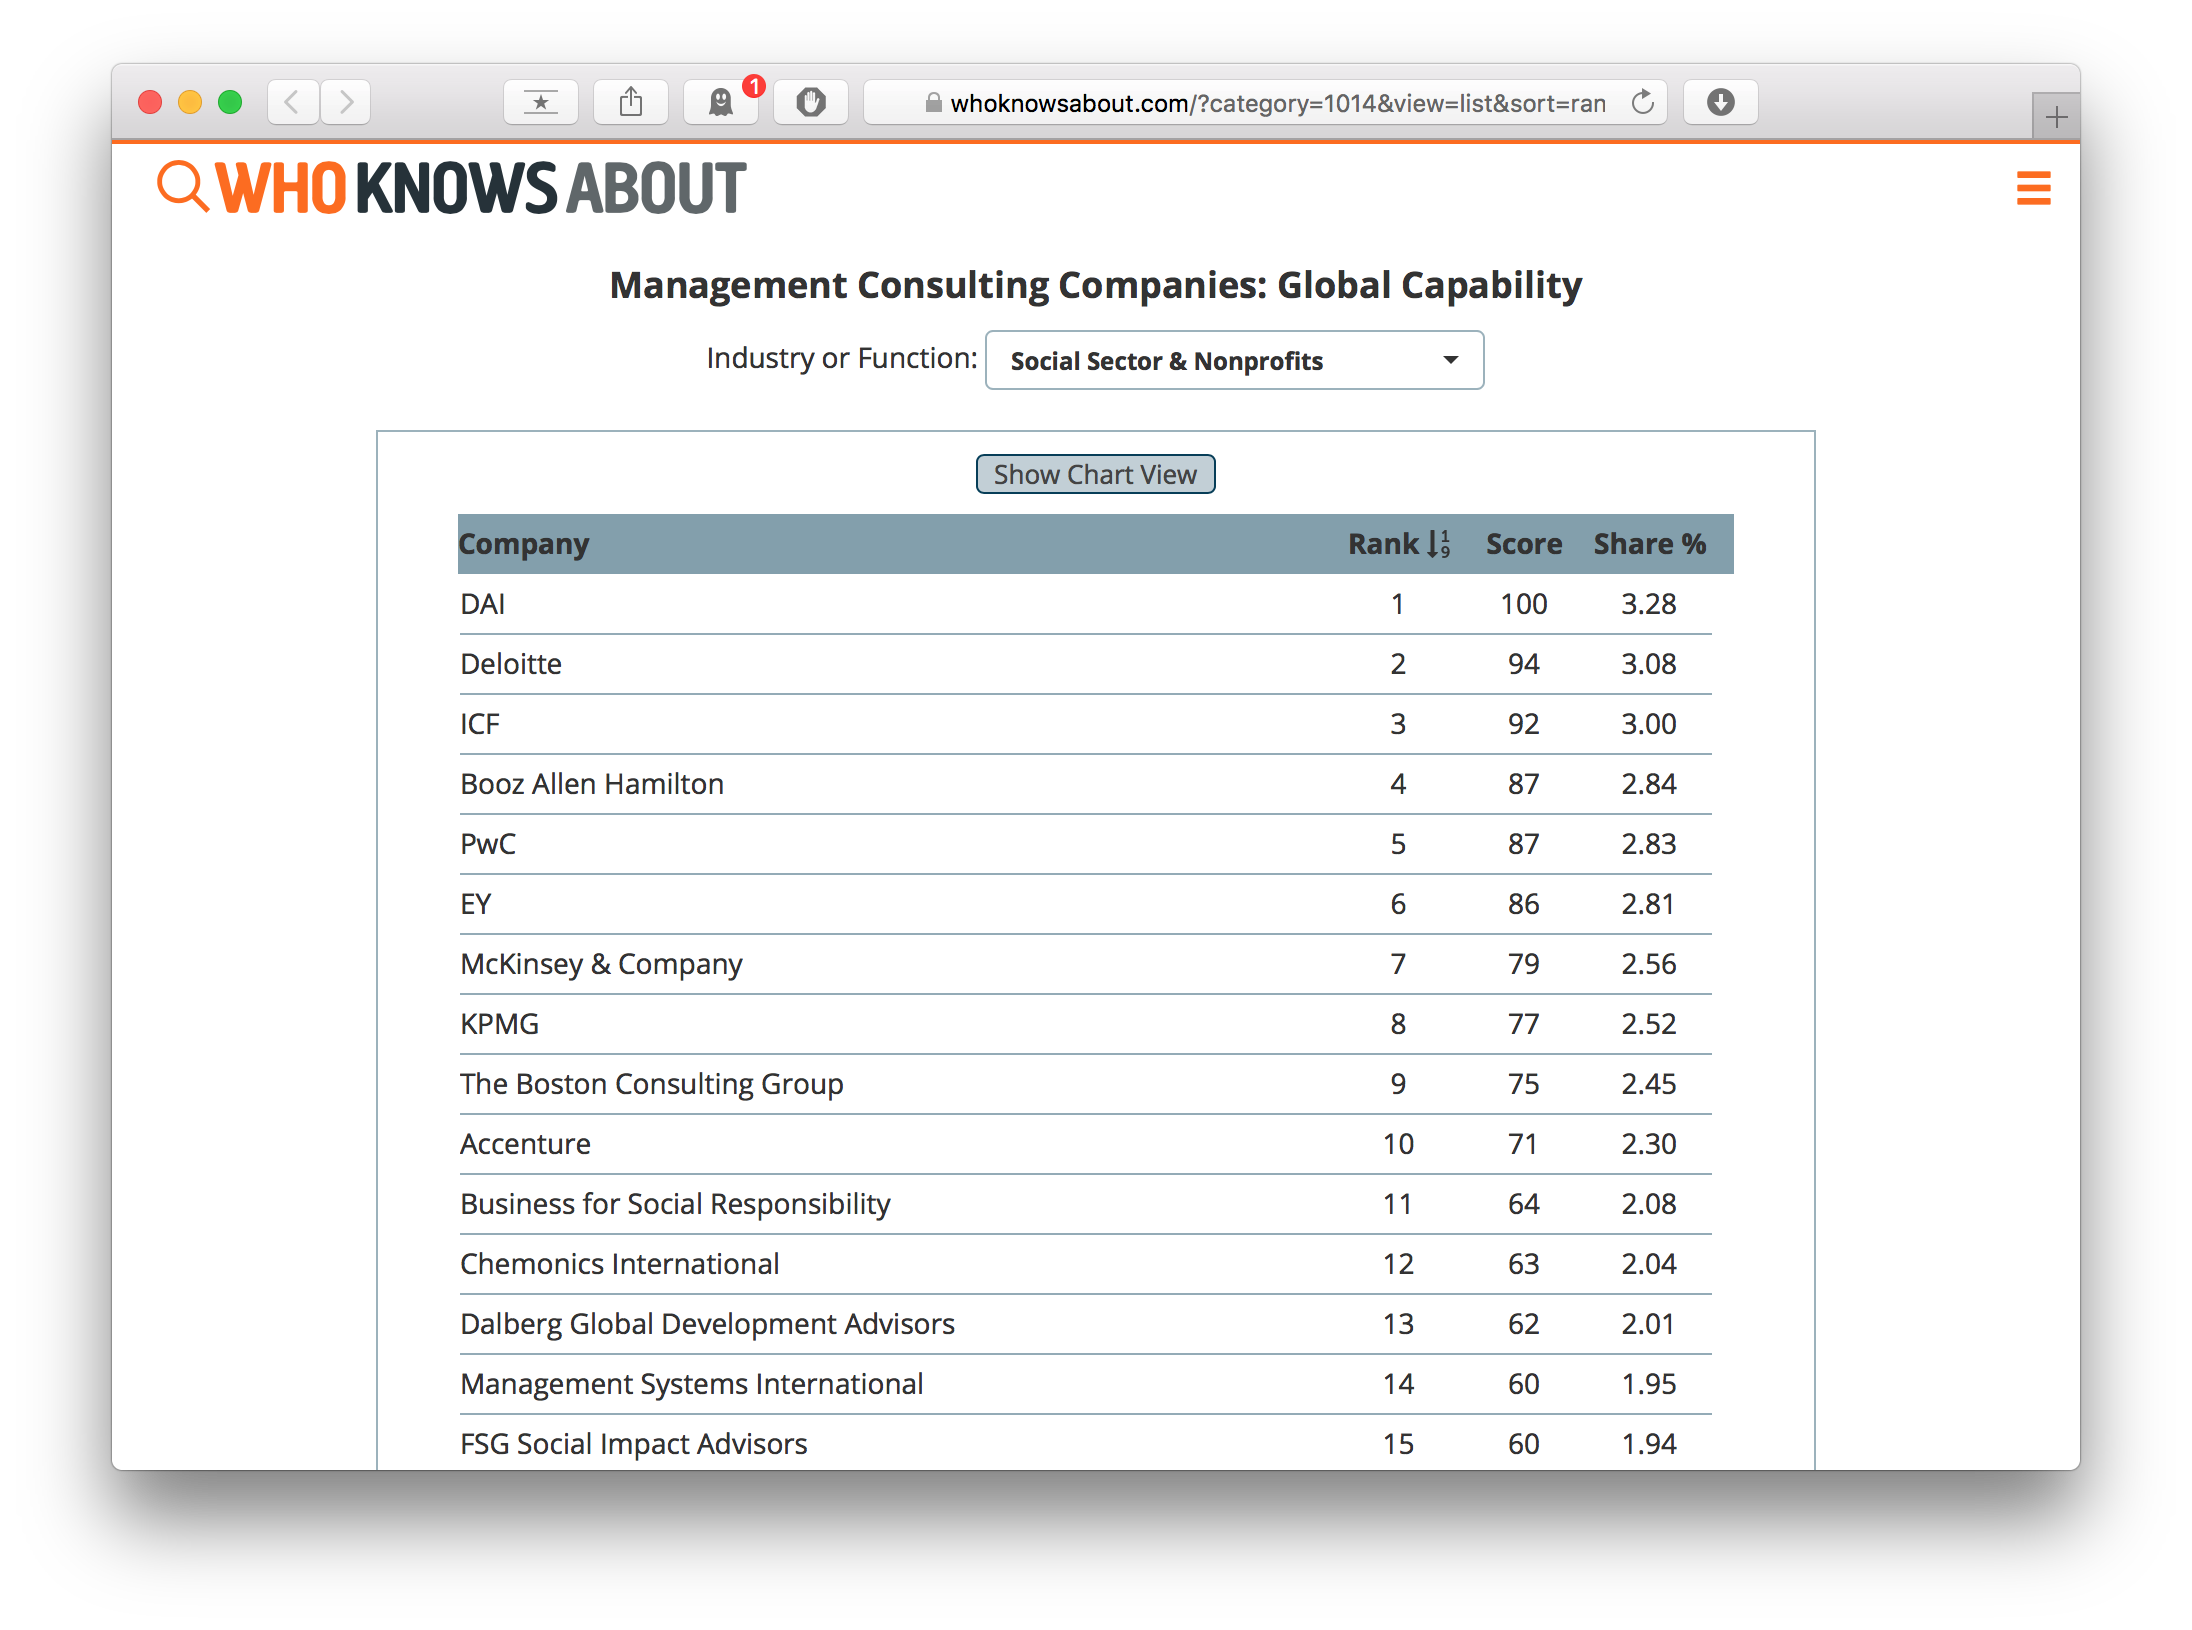 1
whoknowsabout.com/?category=1014&view=list&sort=ran
WHO KNOWS ABOUT
Management Consulting Companies: Global Capability
Industry or Function: Social Sector & Nonprofits
Show Chart View
Company Rank 1 9 Score Share %
DAI 1 100 3.28
Deloitte 2 94 3.08
ICF 3 92 3.00
Booz Allen Hamilton 4 87 2.84
PwC 5 87 2.83
EY 6 86 2.81
McKinsey & Company 7 79 2.56
KPMG 8 77 2.52
The Boston Consulting Group 9 75 2.45
Accenture 10 71 2.30
Business for Social Responsibility 11 64 2.08
Chemonics International 12 63 2.04
Dalberg Global Development Advisors 13 62 2.01
Management Systems International 14 60 1.95
FSG Social Impact Advisors 15 60 1.94